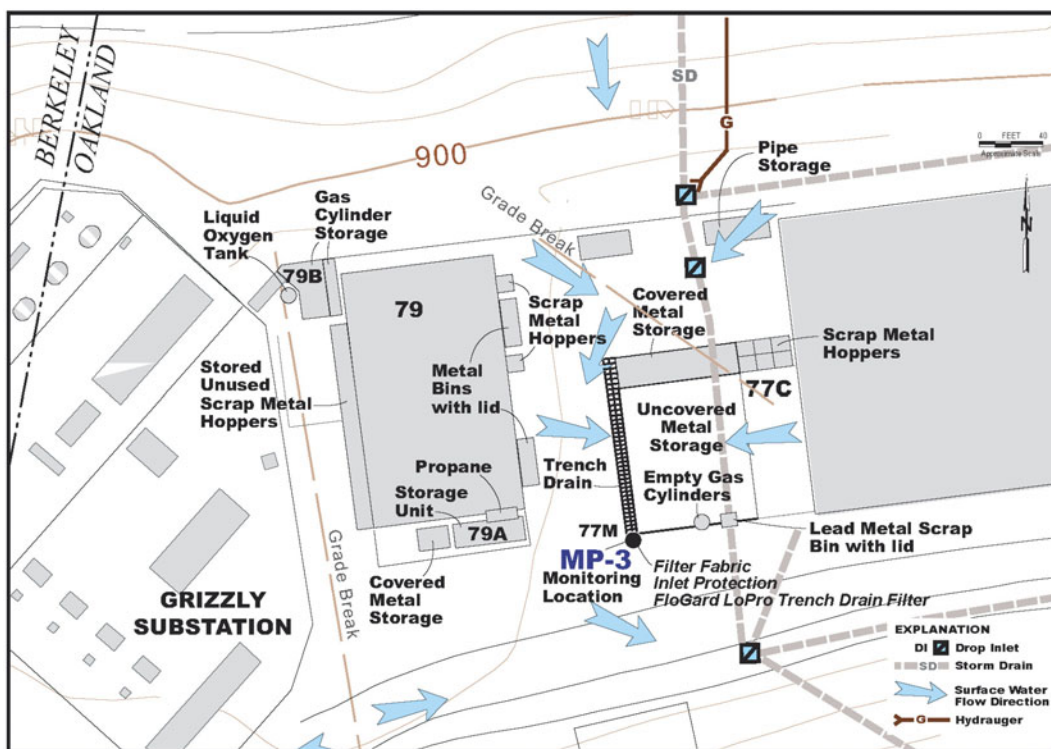 BERKELEY
OAKLAND
SD
G
900
0 FEET 40
Approximate Scale
N
Pipe
Storage
Grade Break
Gas
Cylinder
Storage
Liquid
Oxygen
Tank
79B
79
Scrap
Metal
Hoppers
Covered
Metal
Storage
Scrap Metal
Hoppers
77C
Stored
Unused
Scrap Metal
Hoppers
Metal
Bins
with lid
Uncovered
Metal
Storage
Trench
Drain
Empty Gas
Cylinders
Propane
Storage
Unit
79A
77M
MP-3
Monitoring
Location
Lead Metal Scrap
Bin with lid
Filter Fabric
Inlet Protection
FloGard LoPro Trench Drain Filter
Grade Break
Covered
Metal
Storage
GRIZZLY
SUBSTATION
EXPLANATION
DI Drop Inlet
SD Storm Drain
Surface Water
Flow Direction
G Hydrauger